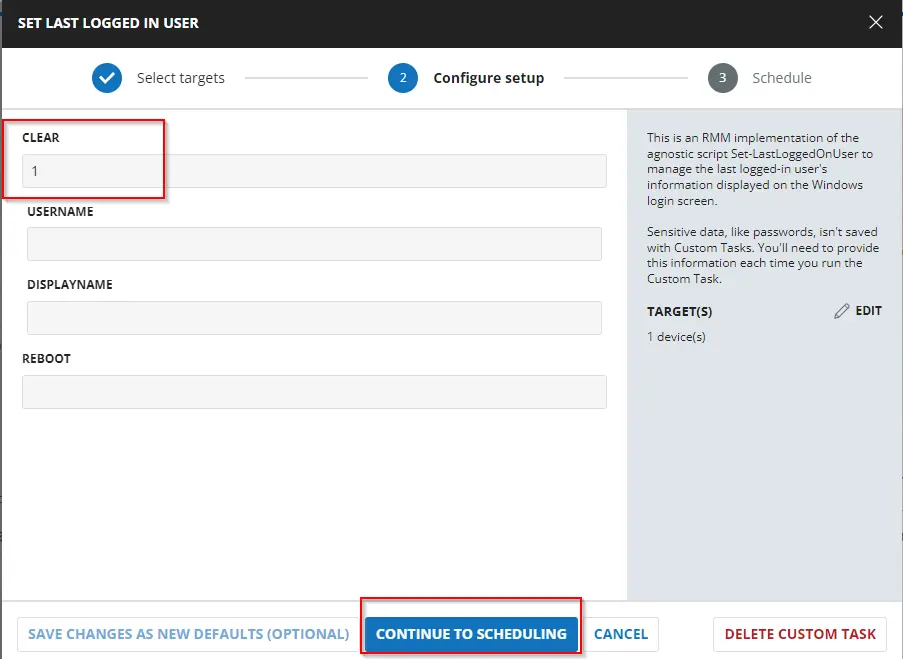 SET LAST LOGGED IN USER
Select targets
2
Configure setup
3
Schedule
CLEAR
1
USERNAME
DISPLAYNAME
REBOOT
This is an RMM implementation of the
agnostic script Set-LastLoggedOnUser to
manage the last logged-in user's
information displayed on the Windows
login screen.
Sensitive data, like passwords, isn't saved
with Custom Tasks. You'll need to provide
this information each time you run the
Custom Task.
TARGET(S)
EDIT
1 device(s)
SAVE CHANGES AS NEW DEFAULTS (OPTIONAL)
CONTINUE TO SCHEDULING
CANCEL
DELETE CUSTOM TASK